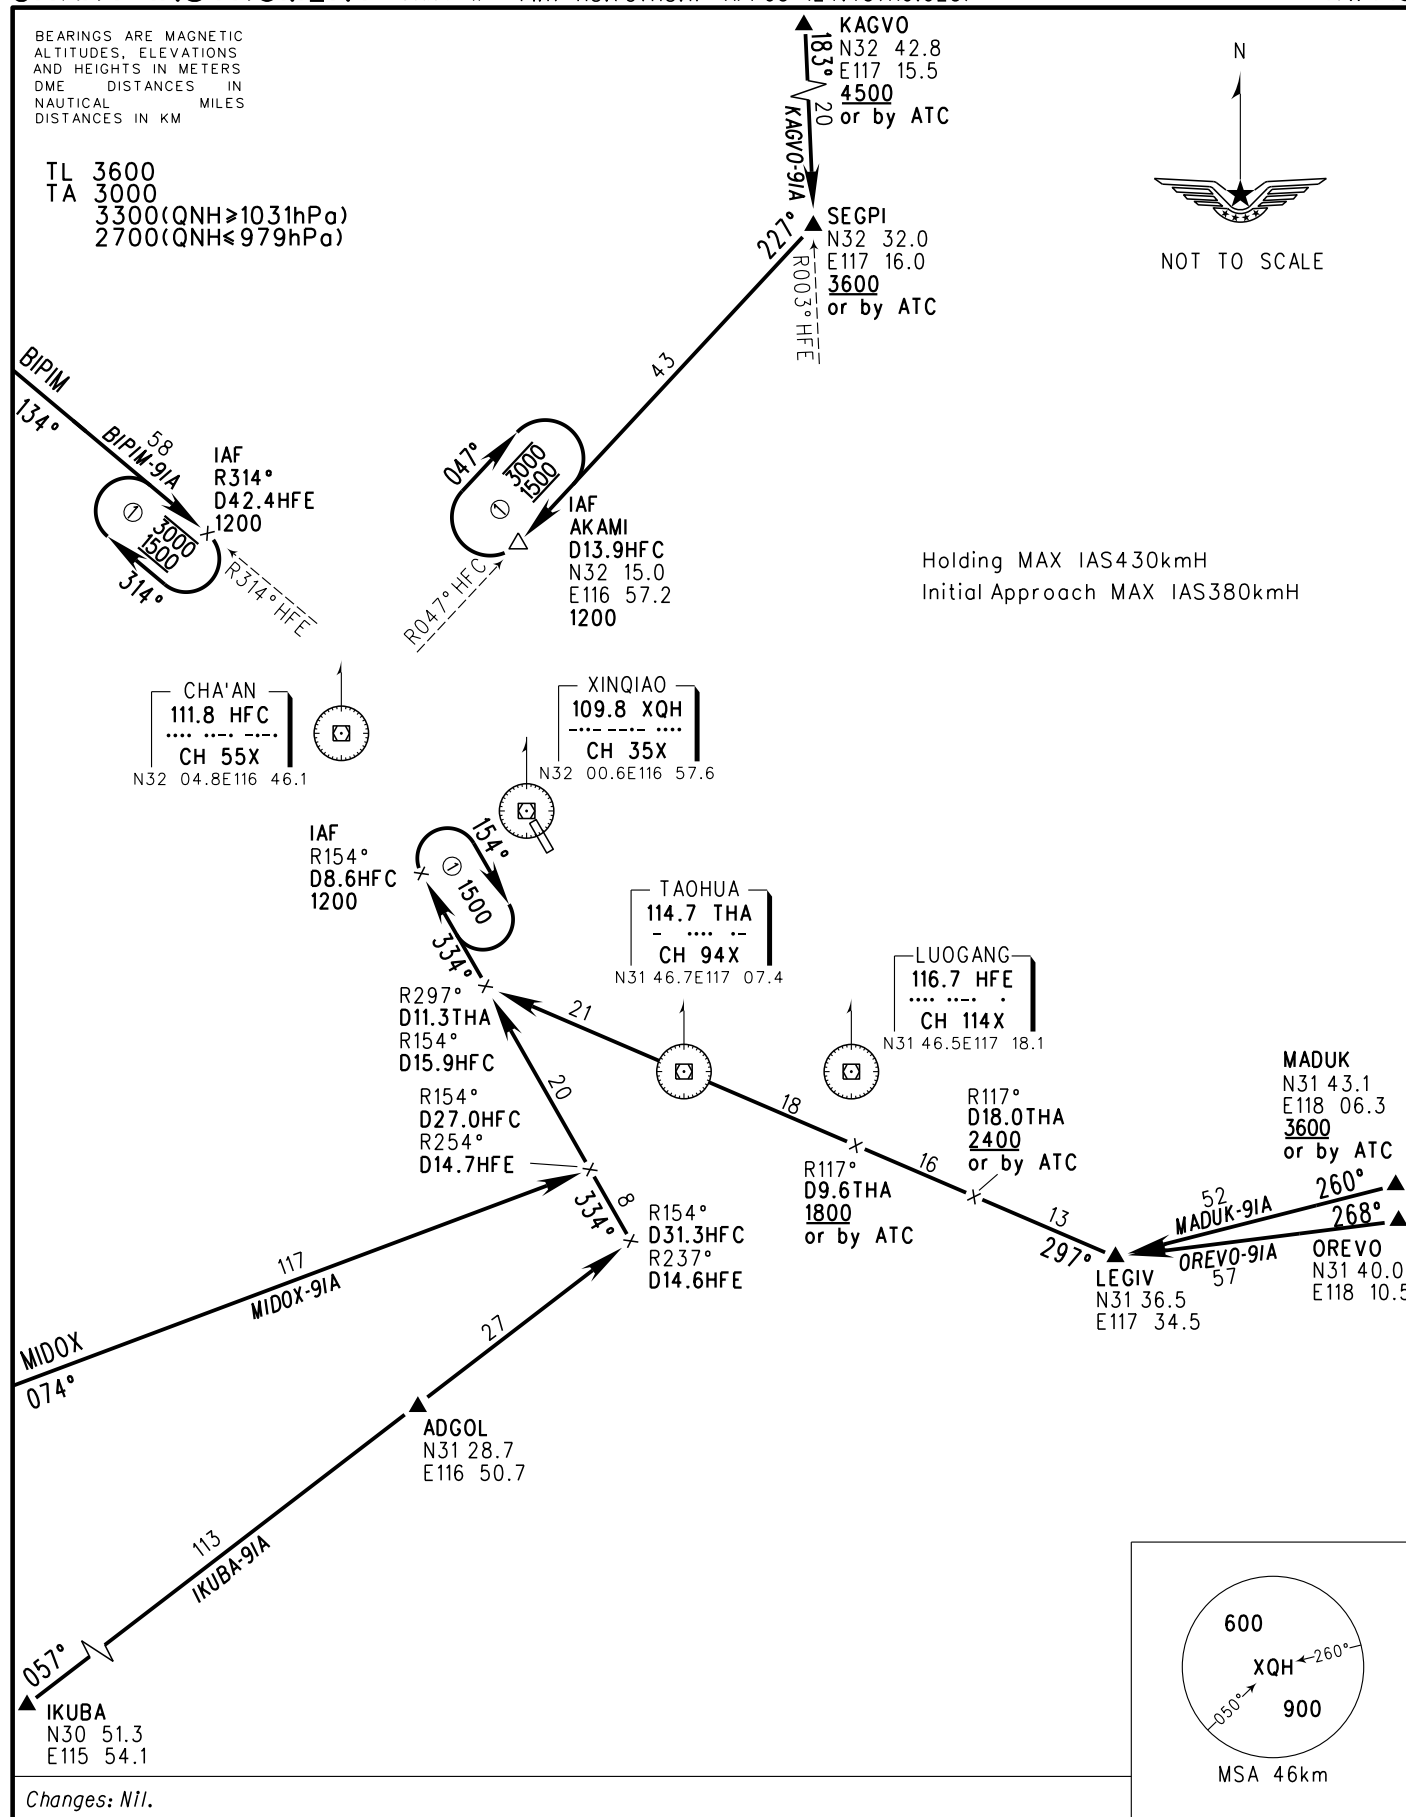 BEARINGS ARE MAGNETIC
ALTITUDES, ELEVATIONS
AND HEIGHTS IN METERS
DME DISTANCES IN
NAUTICAL MILES
DISTANCES IN KM
TL 3600
TA 3000
3300(QNH≥1031hPa)
2700(QNH≤979hPa)
KAGVO
N32 42.8
E117 15.5
4500
or by ATC
183°
20
KAGVO-91A
N
NOT TO SCALE
SEGPI
N32 32.0
E117 16.0
3600
or by ATC
227°
R003°HFE
43
BIPIM
134°
58
BIPIM-91A
IAF
R314°
D42.4HFE
1200
1
3000
1500
314°
R314°HFE
047°
3000
1500
1
IAF
AKAMI
D13.9HFC
N32 15.0
E116 57.2
1200
R047°HFC
Holding MAX IAS430kmH
Initial Approach MAX IAS380kmH
CHA'AN
111.8 HFC
.... ..-. -.-.
CH 55X
N32 04.8E116 46.1
XINQIAO
109.8 XQH
-..- --.- ....
CH 35X
N32 00.6E116 57.6
IAF
R154°
D8.6HFC
1200
154°
1
1500
334°
TAOHUA
114.7 THA
- .... .-
CH 94X
N31 46.7E117 07.4
LUOGANG
116.7 HFE
.... ..-. .
CH 114X
N31 46.5E117 18.1
R297°
D11.3THA
R154°
D15.9HFC
21
20
R154°
D27.0HFC
R254°
D14.7HFE
18
R117°
D18.0THA
2400
or by ATC
16
R117°
D9.6THA
1800
or by ATC
13
297°
MADUK
N31 43.1
E118 06.3
3600
or by ATC
260°
52
MADUK-91A
268°
OREVO-91A
57
OREVO
N31 40.0
E118 10.5
LEGIV
N31 36.5
E117 34.5
8
334°
R154°
D31.3HFC
R237°
D14.6HFE
117
MIDOX-91A
MIDOX
074°
27
ADGOL
N31 28.7
E116 50.7
113
IKUBA-91A
057°
IKUBA
N30 51.3
E115 54.1
600
XQH
260°
050°
900
MSA 46km
Changes: Nil.